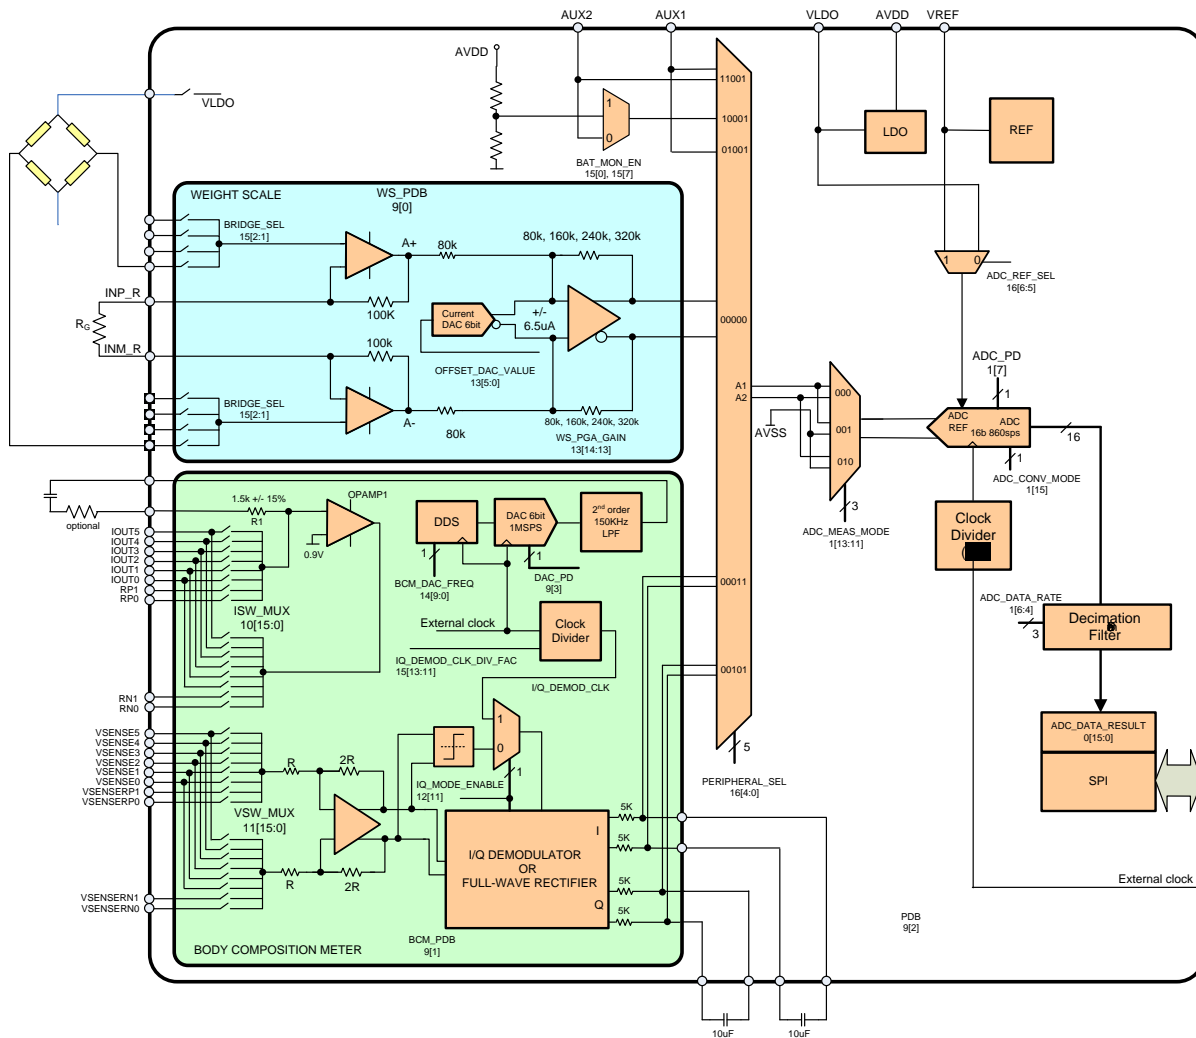 AUX2
AUX1
VLDO
AVDD
VREF
AVDD
VLDO
11001
1
10001
0
01001
BAT_MON_EN
15[0], 15[7]
LDO
REF
WEIGHT SCALE
WS_PDB
9[0]
BRIDGE_SEL
15[2:1]
A+
80k
80k, 160k, 240k, 320k
1
0
ADC_REF_SEL
16[6:5]
INP_R
100K
Current
DAC 6bit
+/-
6.5uA
00000
RG
INM_R
100k
OFFSET_DAC_VALUE
13[5:0]
ADC_PD
1[7]
1
BRIDGE_SEL
15[2:1]
A-
80k
80k, 160k, 240k, 320k
WS_PGA_GAIN
13[14:13]
A1
A2
AVSS
000
001
010
ADC
REF
ADC
16b 860sps
16
1
ADC_CONV_MODE
1[15]
3
ADC_MEAS_MODE
1[13:11]
optional
1.5k +/- 15%
R1
OPAMP1
0.9V
DDS
DAC 6bit
1MSPS
2nd order
150KHz
LPF
1
1
BCM_DAC_FREQ
14[9:0]
DAC_PD
9[3]
Clock
Divider
(
IOUT5
IOUT4
IOUT3
IOUT2
IOUT1
IOUT0
RP1
RP0
ISW_MUX
10[15:0]
00011
External clock
Clock
Divider
IQ_DEMOD_CLK_DIV_FAC
15[13:11]
I/Q_DEMOD_CLK
ADC_DATA_RATE
1[6:4]
3
Decimation
Filter
00101
RN1
RN0
1
0
1
IQ_MODE_ENABLE
12[11]
5
PERIPHERAL_SEL
16[4:0]
ADC_DATA_RESULT
0[15:0]
SPI
VSENSE5
VSENSE4
VSENSE3
VSENSE2
VSENSE1
VSENSE0
VSENSERP1
VSENSERP0
R
2R
VSW_MUX
11[15:0]
R
2R
I/Q DEMODULATOR
OR
FULL-WAVE RECTIFIER
I
Q
5K
5K
5K
5K
VSENSERN1
VSENSERN0
External clock
BODY COMPOSITION METER
BCM_PDB
9[1]
PDB
9[2]
10uF
10uF